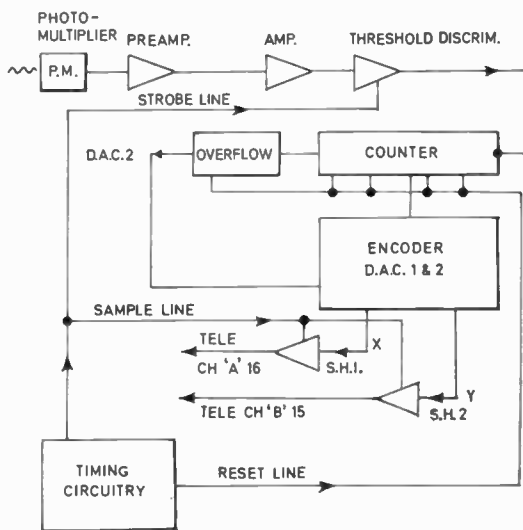 PHOTO-
MULTIPLIER
PREAMP.
AMP.
THRESHOLD DISCRIM.
P.M.
STROBE LINE
D.A.C.2
OVERFLOW
COUNTER
ENCODER
D.A.C. 1 & 2
SAMPLE LINE
TELE
CH 'A' 16
S.H.1.
X
TELE CH 'B' 15
S.H.2
Y
TIMING
CIRCUITRY
RESET LINE